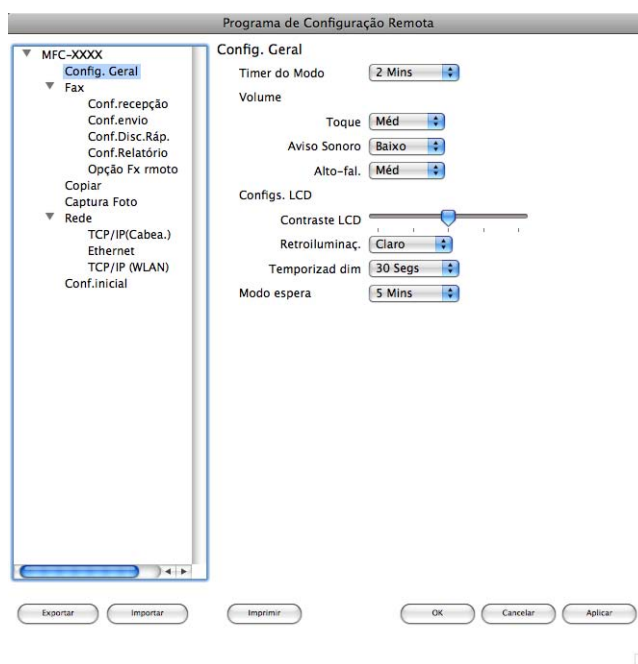 Programa de Configuração Remota
MFC-XXXX
Config. Geral
Fax
Conf.recepção
Conf.envio
Conf.Disc.Ráp.
Conf.Relatório
Opção Fx rmoto
Copiar
Captura Foto
Rede
TCP/IP(Cabea.)
Ethernet
TCP/IP (WLAN)
Conf.inicial
Config. Geral
Timer do Modo 2 Mins
Volume
Toque Méd
Aviso Sonoro Baixo
Alto-fal. Méd
Configs. LCD
Contraste LCD
Retroiluminaç. Claro
Temporizad dim 30 Segs
Modo espera 5 Mins
Exportar Importar Imprimir OK Cancelar Aplicar